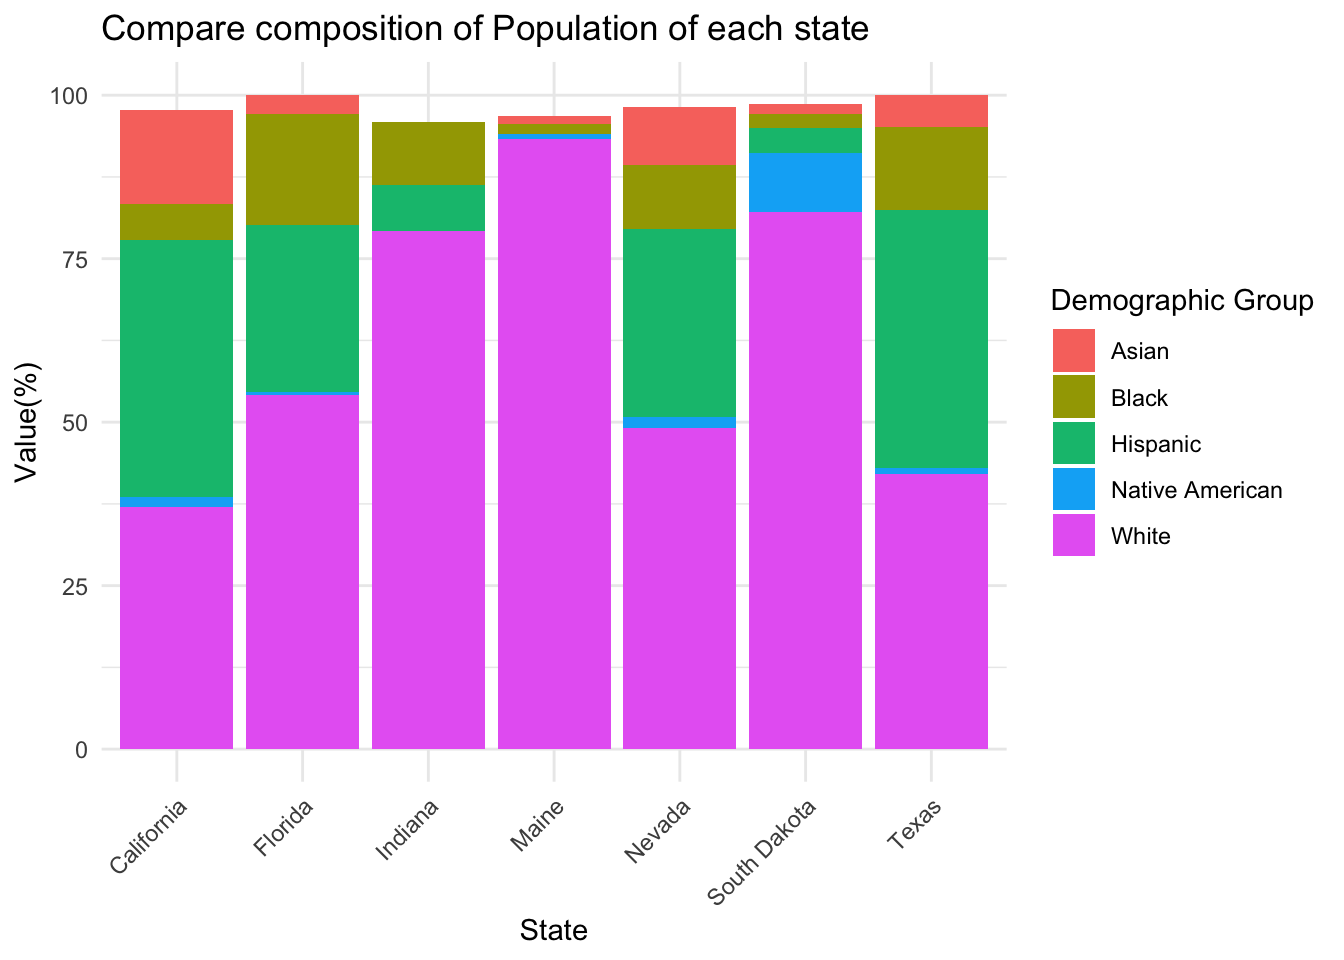 Compare composition of Population of each state
Value(%)
100
75
50
25
0
California
Florida
Indiana
Maine
Nevada
South Dakota
Texas
State
Demographic Group
Asian
Black
Hispanic
Native American
White